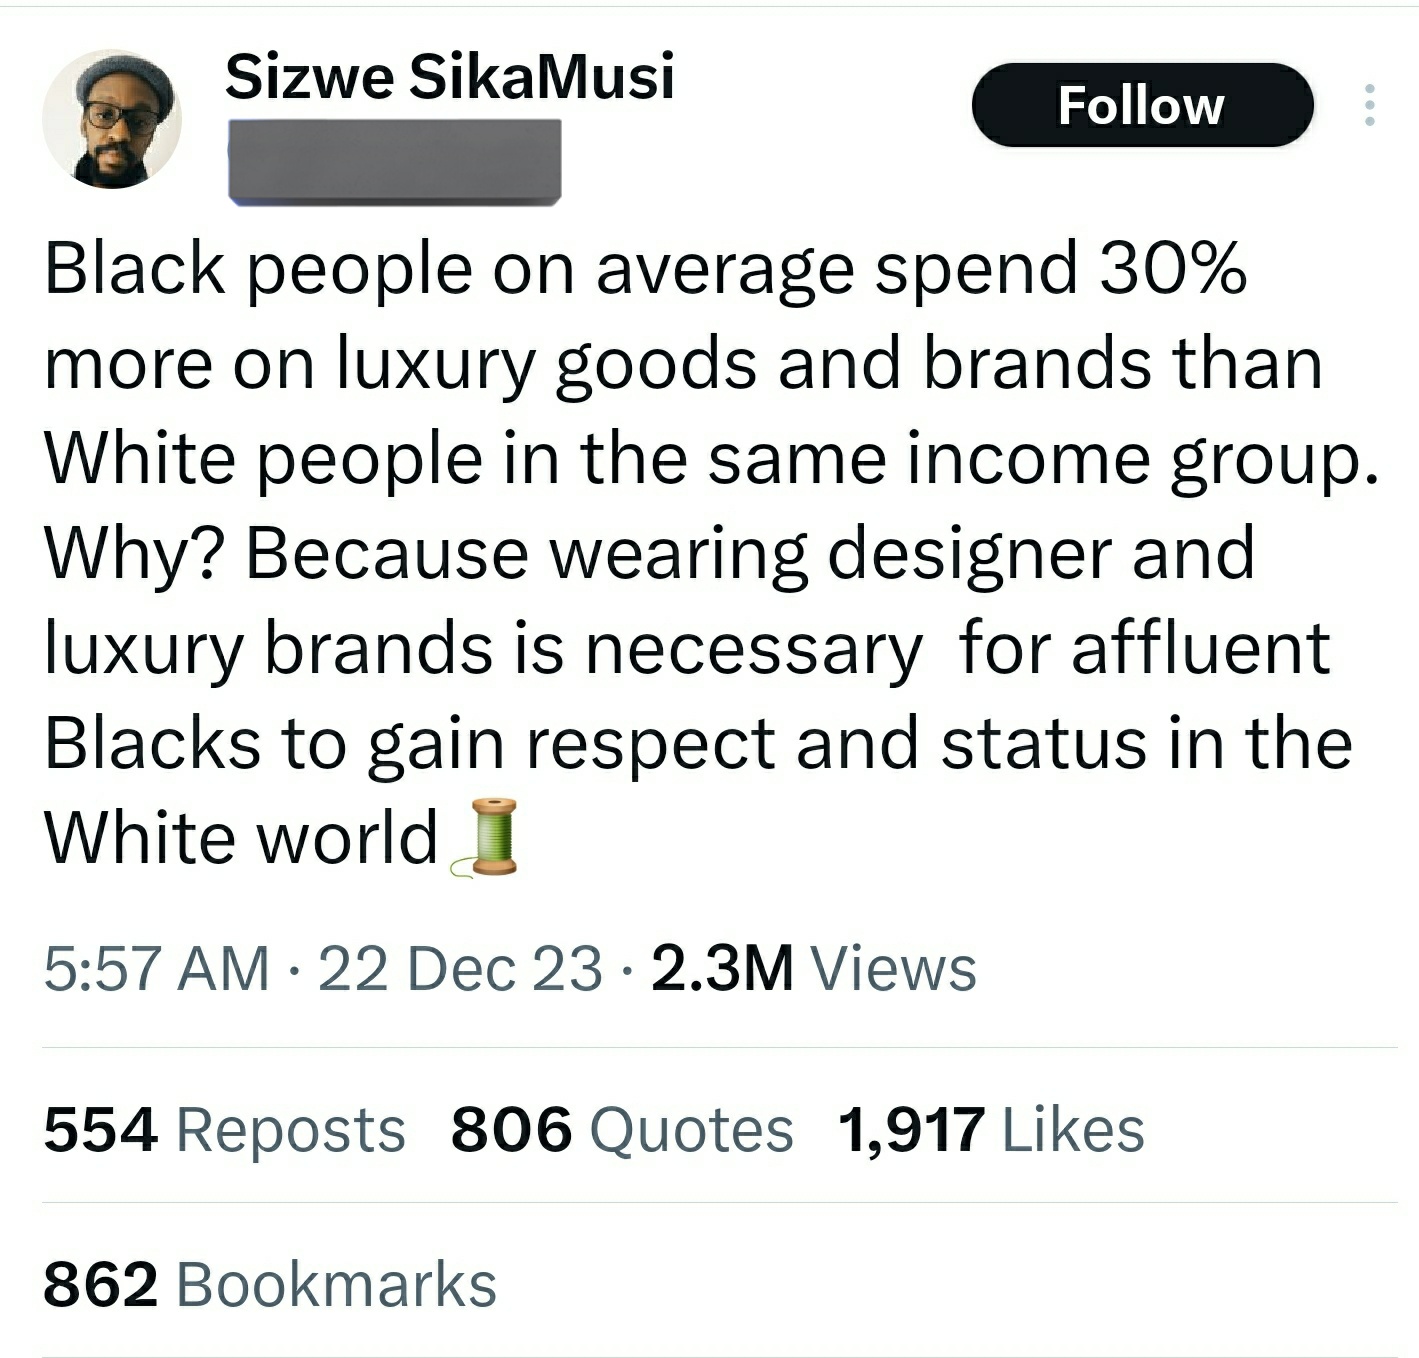 Sizwe SikaMusi
Follow
Black people on average spend 30%
more on luxury goods and brands than
White people in the same income group.
Why? Because wearing designer and
luxury brands is necessary  for affluent
Blacks to gain respect and status in the
White world🧵
5:57 AM · 22 Dec 23 · 2.3M Views
554 Reposts 806 Quotes 1,917 Likes
862 Bookmarks